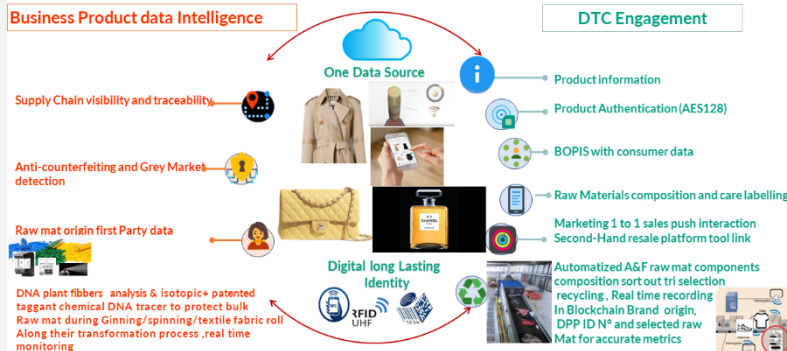 Business Product data Intelligence
DTC Engagement
One Data Source
Supply Chain visibility and traceability
Anti-counterfeiting and Grey Market
detection
Raw mat origin first Party data
DNA plant fibbers analysis & isotopic+ patented
taggant chemical DNA tracer to protect bulk
Raw mat during Ginning/spinning/textile fabric roll
Along their transformation process ,real time
monitoring
N°5
CHANEL
Digital long Lasting
Identity
NFC
RFID
UHF
i
Product information
Product Authentication (AES128)
BOPIS with consumer data
Raw Materials composition and care labelling
Marketing 1 to 1 sales push interaction
Second-Hand resale platform tool link
Automatized A&F raw mat components
composition sort out tri selection
recycling , Real time recording
In Blockchain Brand origin,
DPP ID N° and selected raw
Mat for accurate metrics